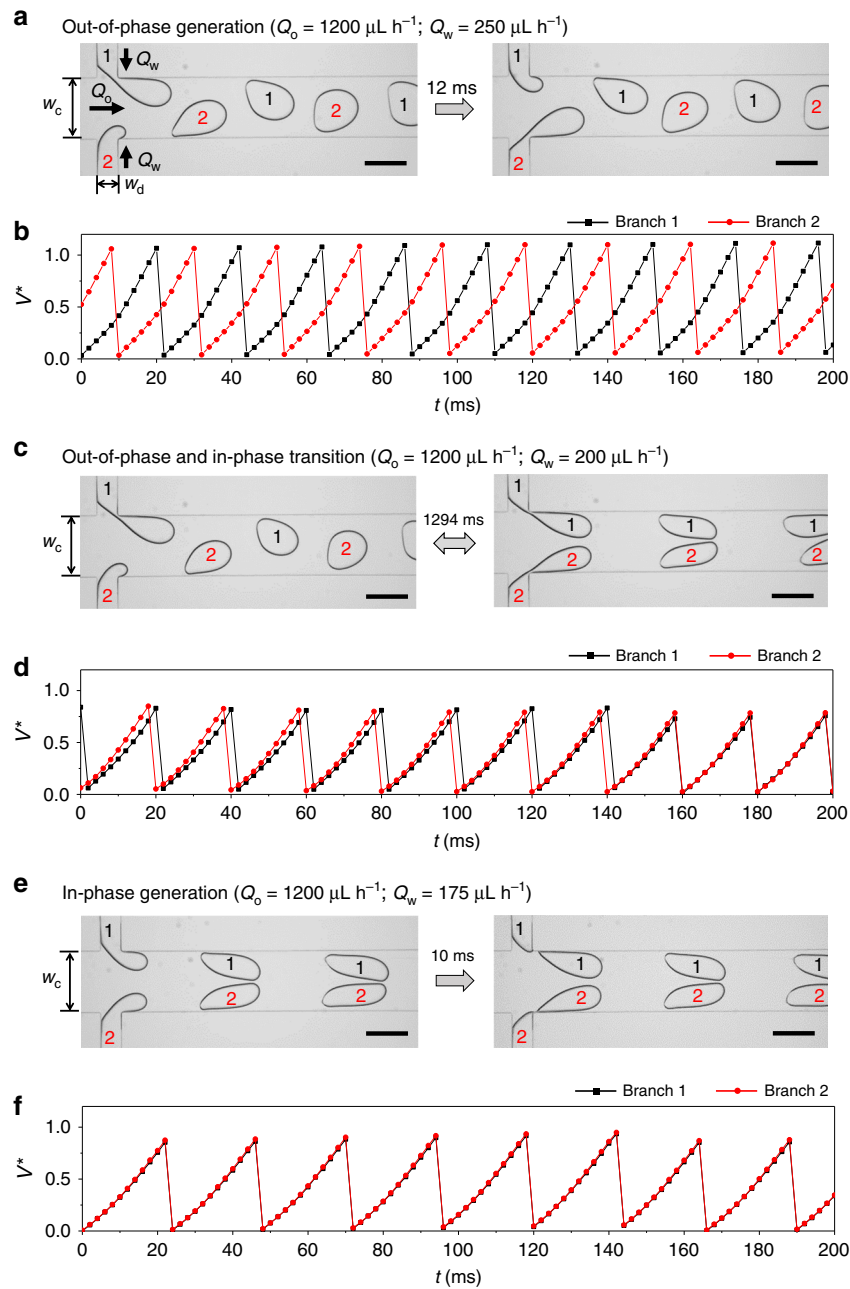 a Out-of-phase generation (Qo = 1200 µL h⁻¹; Qw = 250 µL h⁻¹)
1 Qw
Qo
wc
1
2 2
1
2 Qw
wd
12 ms
1
1 1
2 2
2
b
Branch 1 Branch 2
1.0
0.5
0.0
V*
0 20 40 60 80 100 120 140 160 180 200
t (ms)
c Out-of-phase and in-phase transition (Qo = 1200 µL h⁻¹; Qw = 200 µL h⁻¹)
1
wc
1
2 2
2
1294 ms
1
1 1 1
2 2 2
2
d
Branch 1 Branch 2
1.0
0.5
0.0
V*
0 20 40 60 80 100 120 140 160 180 200
t (ms)
e In-phase generation (Qo = 1200 µL h⁻¹; Qw = 175 µL h⁻¹)
1
wc
1 1
2 2
2
10 ms
1
1 1 1
2 2 2
2
f
Branch 1 Branch 2
1.0
0.5
0.0
V*
0 20 40 60 80 100 120 140 160 180 200
t (ms)